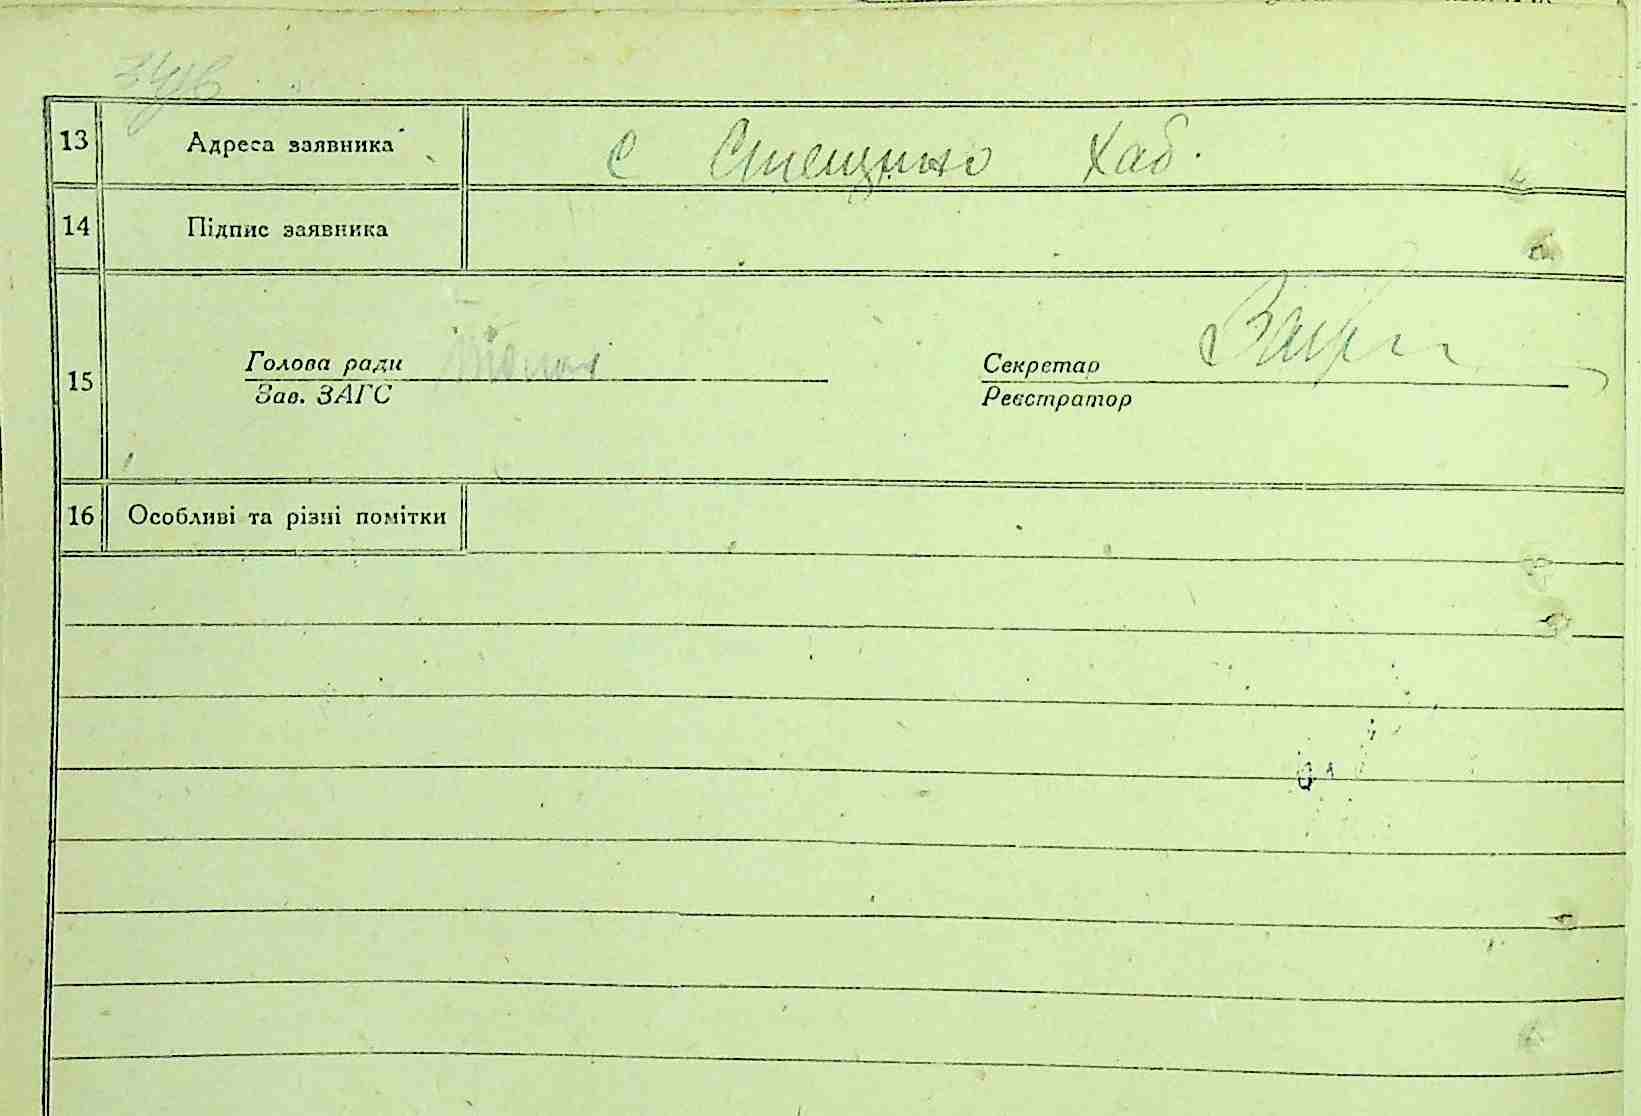 13 Адреса заявника с Стещино Хаб.
14 Підпис заявника
15 Голова ради Секретар
Зав. ЗАГС Реєстратор
16 Особливі та різні помітки